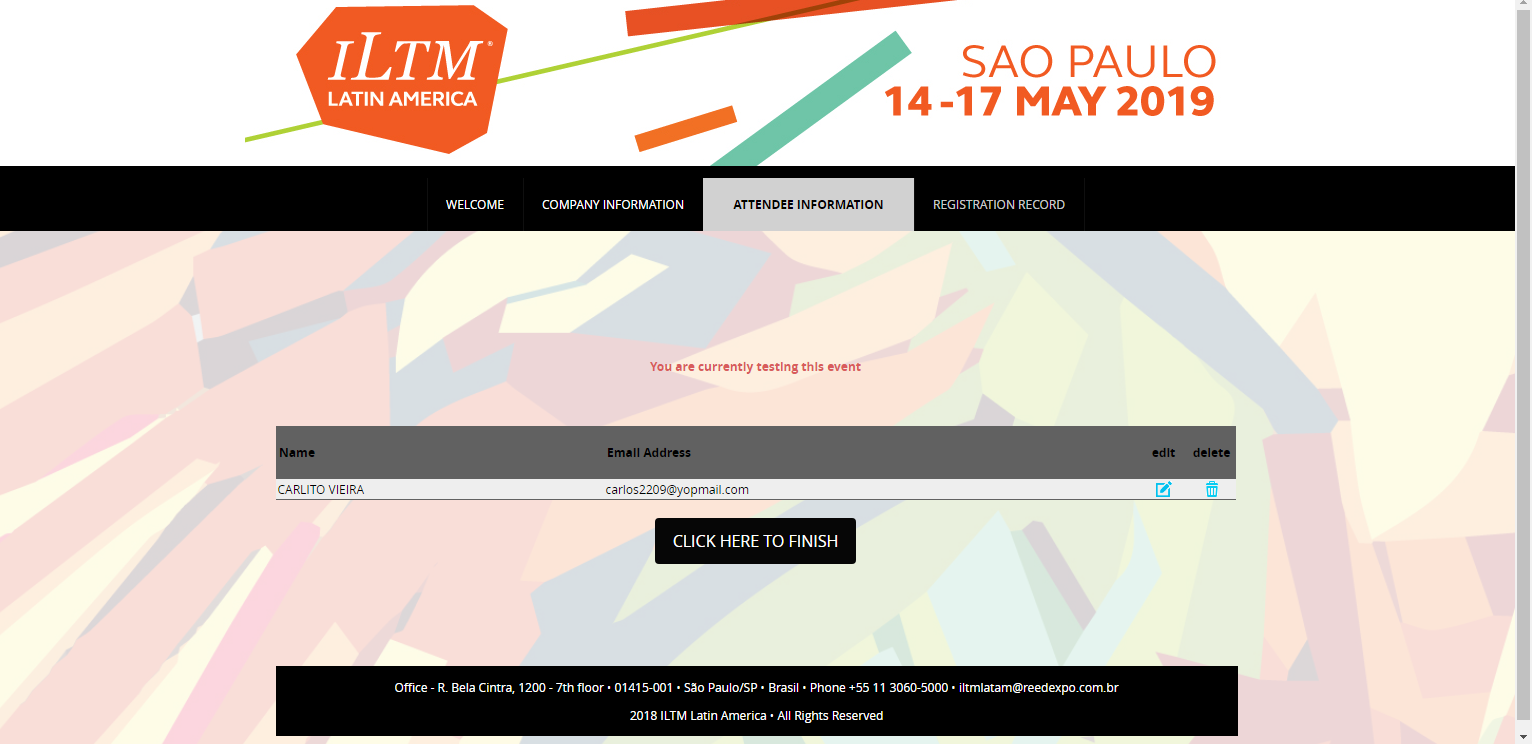 ILTM®
LATIN AMERICA
SAO PAULO
14-17 MAY 2019
WELCOME COMPANY INFORMATION ATTENDEE INFORMATION REGISTRATION RECORD
You are currently testing this event
Name Email Address edit delete
CARLITO VIEIRA carlos2209@yopmail.com
CLICK HERE TO FINISH
Office - R. Bela Cintra, 1200 - 7th floor • 01415-001 • São Paulo/SP • Brasil • Phone +55 11 3060-5000 • iltmlatam@reedexpo.com.br
2018 ILTM Latin America • All Rights Reserved